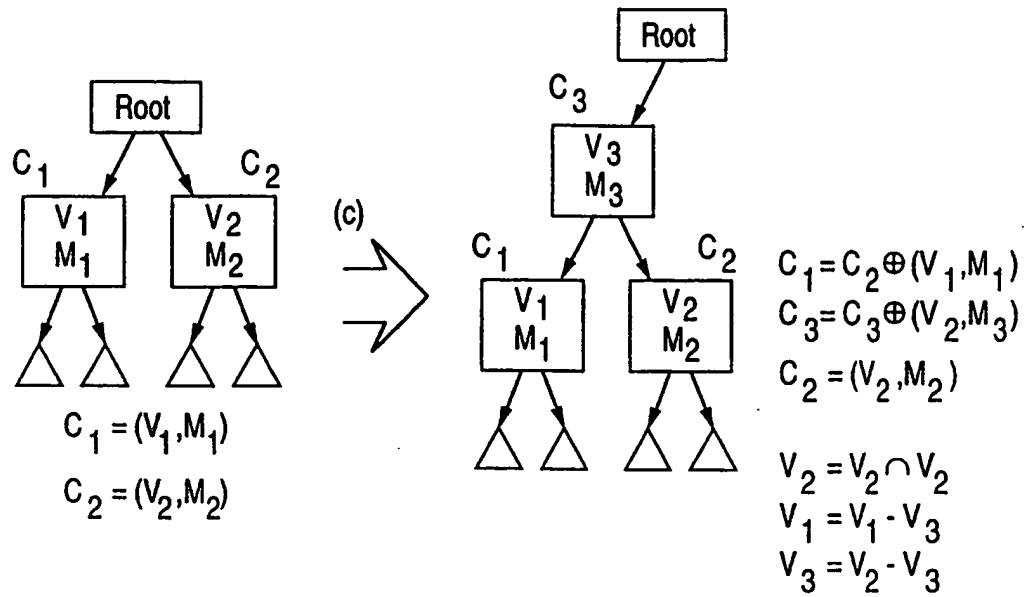 Root
C1 C2
V1
M1
V2
M2
C1 = (V1,M1)
C2 = (V2,M2)
(c)
Root
C3
V3
M3
C1 C2
V1
M1
V2
M2
C1 = C2 ⊕ (V1,M1)
C3 = C3 ⊕ (V2,M3)
C2 = (V2,M2)
V2 = V2 ∩ V2
V1 = V1 - V3
V3 = V2 - V3